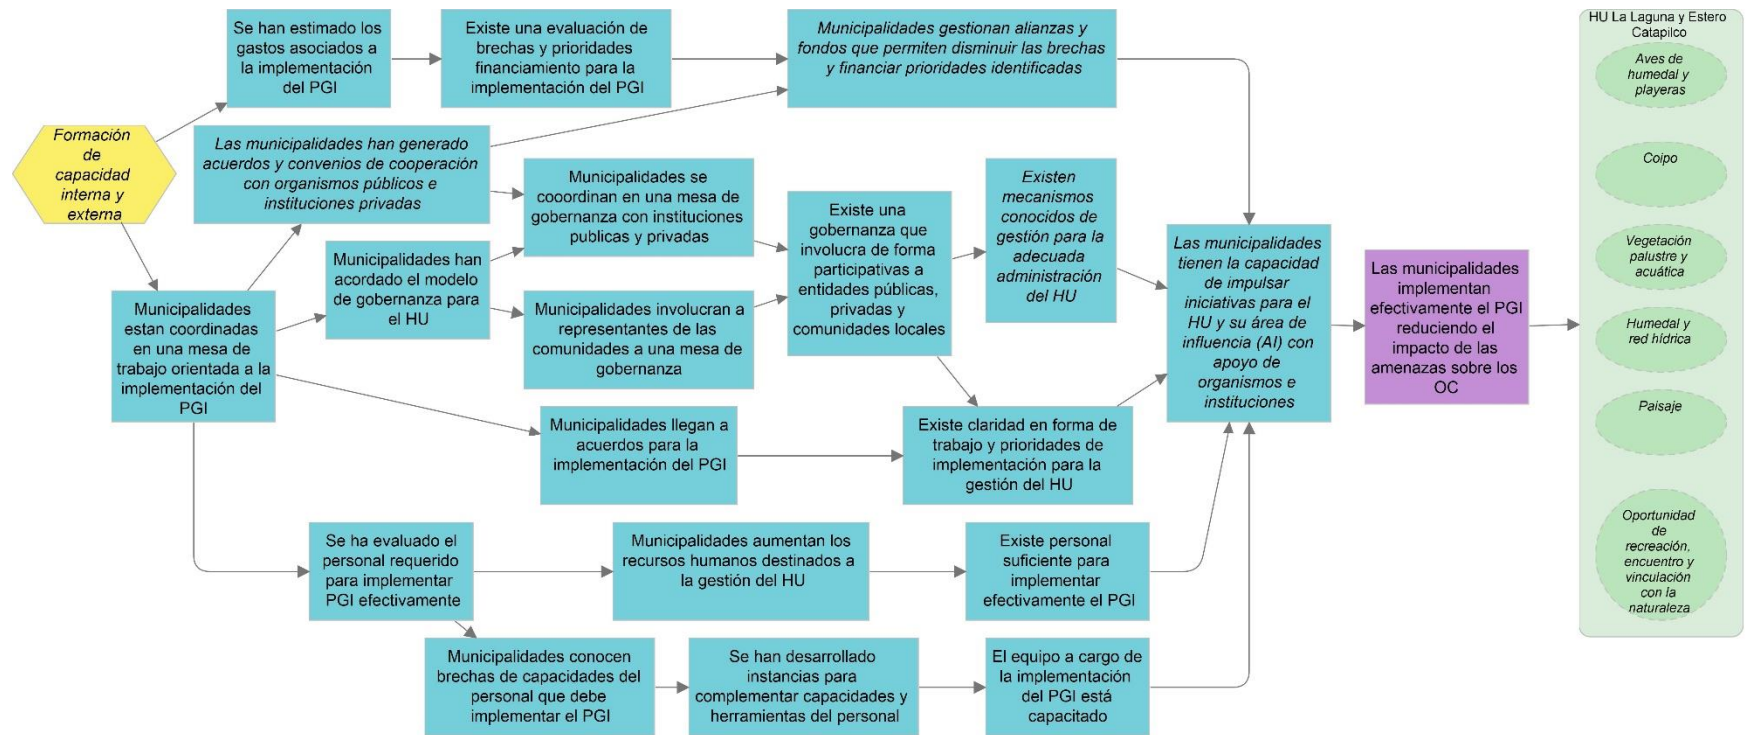 Se han estimado los
gastos asociados a
la implementación
del PGI
Existe una evaluación de
brechas y prioridades
financiamiento para la
implementación del PGI
Municipalidades gestionan alianzas y
fondos que permiten disminuir las brechas
y financiar prioridades identificadas
HU La Laguna y Estero
Catapilco
Aves de
humedal y
playeras
Coipo
Vegetación
palustre y
acuática
Humedal y
red hídrica
Paisaje
Oportunidad
de
recreación,
encuentro y
vinculación
con la
naturaleza
Formación
de
capacidad
interna y
externa
Las municipalidades han generado
acuerdos y convenios de cooperación
con organismos públicos e
instituciones privadas
Municipalidades se
cooordinan en una mesa de
gobernanza con instituciones
publicas y privadas
Municipalidades han
acordado el modelo
de gobernanza para
el HU
Municipalidades involucran a
representantes de las
comunidades a una mesa de
gobernanza
Existe una
gobernanza que
involucra de forma
participativas a
entidades públicas,
privadas y
comunidades locales
Existen
mecanismos
conocidos de
gestión para la
adecuada
administración
del HU
Las municipalidades
tienen la capacidad
de impulsar
iniciativas para el
HU y su área de
influencia (AI) con
apoyo de
organismos e
instituciones
Las municipalidades
implementan
efectivamente el PGI
reduciendo el
impacto de las
amenazas sobre los
OC
Municipalidades
estan coordinadas
en una mesa de
trabajo orientada a la
implementación del
PGI
Municipalidades llegan a
acuerdos para la
implementación del PGI
Existe claridad en forma de
trabajo y prioridades de
implementación para la
gestión del HU
Se ha evaluado el
personal requerido
para implementar
PGI efectivamente
Municipalidades aumentan los
recursos humanos destinados a
la gestión del HU
Existe personal
suficiente para
implementar
efectivamente el PGI
Municipalidades conocen
brechas de capacidades del
personal que debe
implementar el PGI
Se han desarrollado
instancias para
complementar capacidades y
herramientas del personal
El equipo a cargo de
la implementación
del PGI está
capacitado